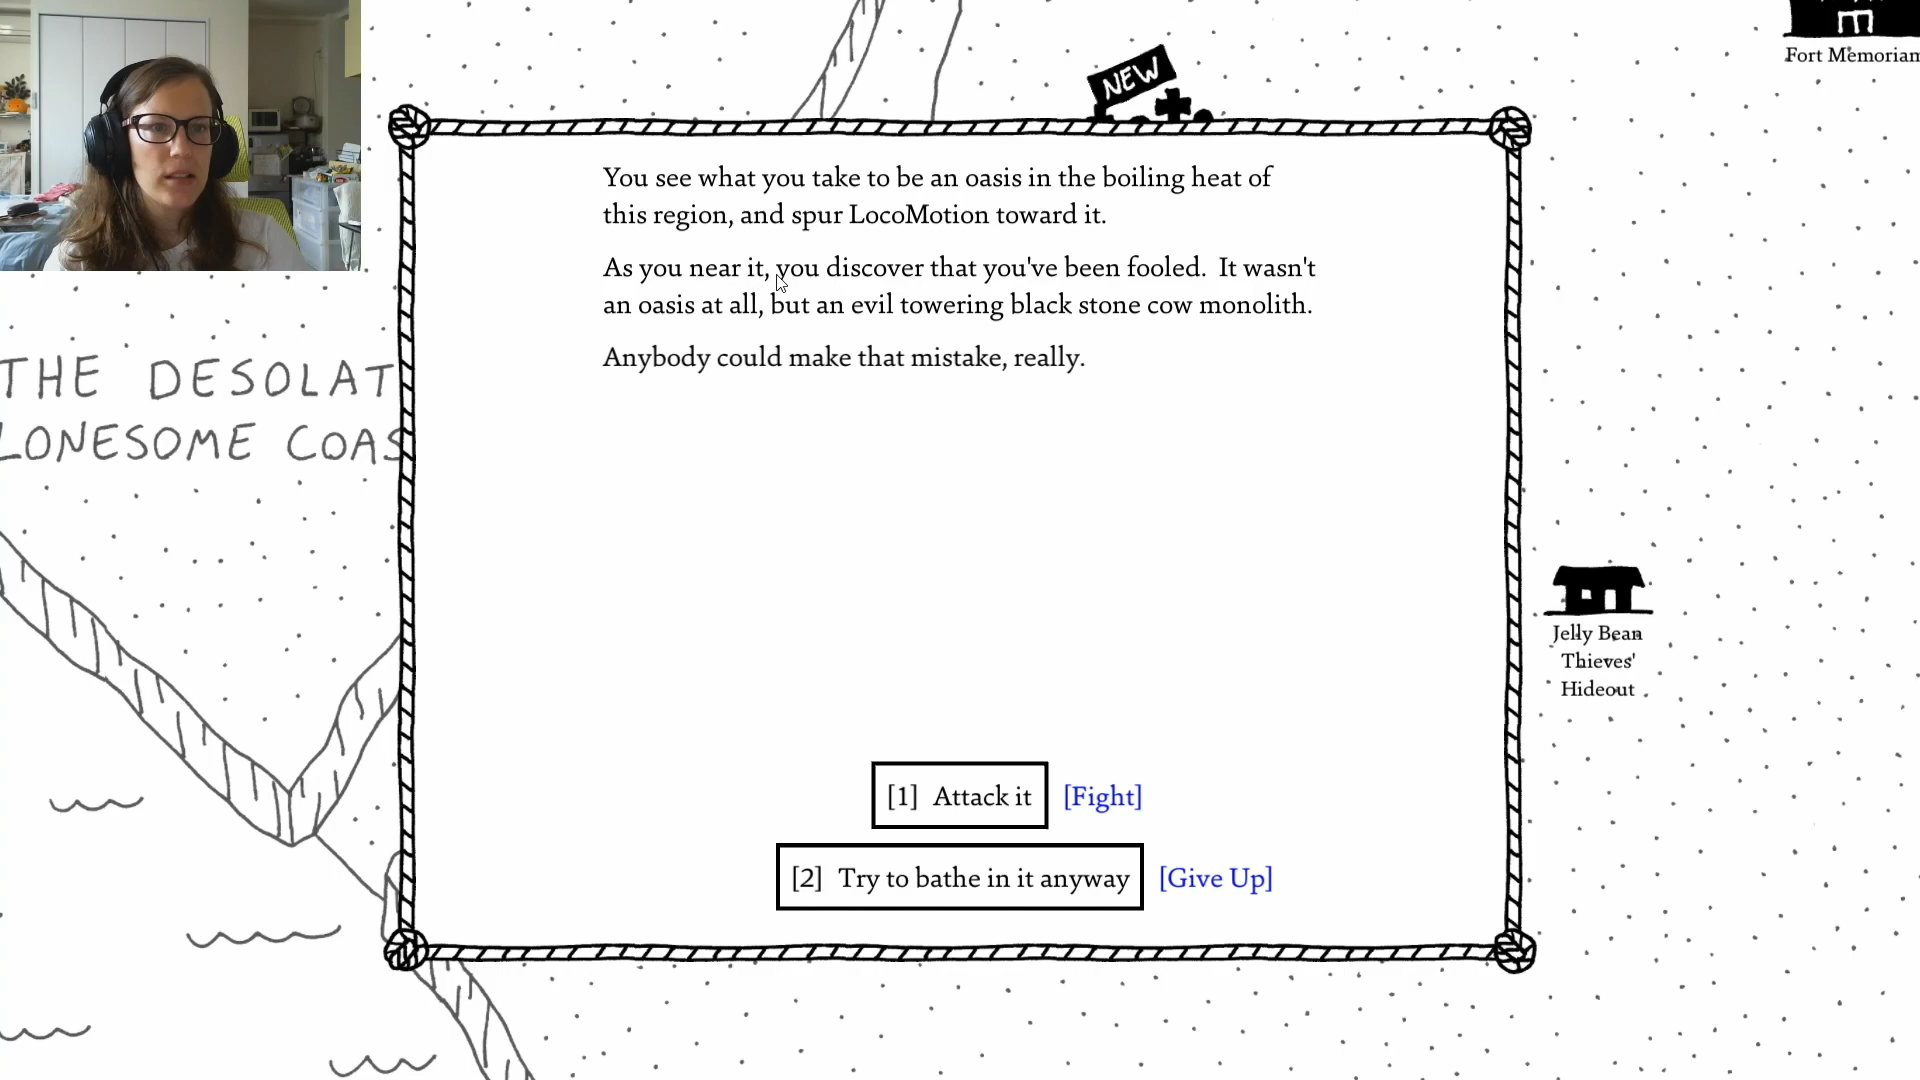 NEW
Fort Memoriam
You see what you take to be an oasis in the boiling heat of
this region, and spur LocoMotion toward it.
As you near it, you discover that you've been fooled.  It wasn't
an oasis at all, but an evil towering black stone cow monolith.
Anybody could make that mistake, really.
THE DESOLAT
LONESOME COAS
Jelly Bean
Thieves'
Hideout
[1] Attack it [Fight]
[2] Try to bathe in it anyway [Give Up]